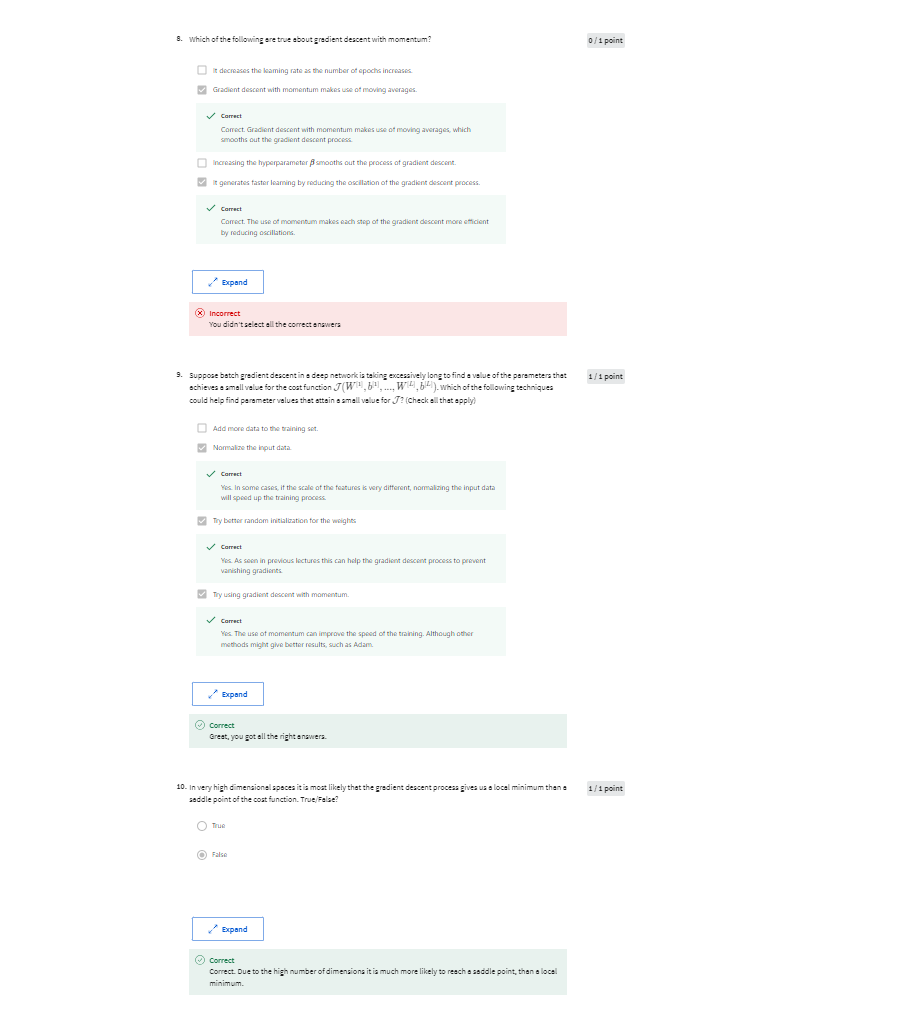 8. Which of the following are true about gradient descent with momentum?
0 / 1 point
It decreases the learning rate as the number of epochs increases.
Gradient descent with momentum makes use of moving averages.
Correct
Correct. Gradient descent with momentum makes use of moving averages, which
smooths out the gradient descent process.
Increasing the hyperparameter β smooths out the process of gradient descent.
It generates faster learning by reducing the oscillation of the gradient descent process.
Correct
Correct. The use of momentum makes each step of the gradient descent more efficient
by reducing oscillations.
Expand
Incorrect
You didn't select all the correct answers
9. Suppose batch gradient descent in a deep network is taking excessively long to find a value of the parameters that
1 / 1 point
achieves a small value for the cost function J(W^[1], b^[1], ..., W^[L], b^[L]). Which of the following techniques
could help find parameter values that attain a small value for J? (Check all that apply)
Add more data to the training set.
Normalize the input data.
Correct
Yes. In some cases, if the scale of the features is very different, normalizing the input data
will speed up the training process.
Try better random initialization for the weights
Correct
Yes. As seen in previous lectures this can help the gradient descent process to prevent
vanishing gradients.
Try using gradient descent with momentum.
Correct
Yes. The use of momentum can improve the speed of the training. Although other
methods might give better results, such as Adam.
Expand
Correct
Great, you got all the right answers.
10. In very high dimensional spaces it is most likely that the gradient descent process gives us a local minimum than a
1 / 1 point
saddle point of the cost function. True/False?
True
False
Expand
Correct
Correct. Due to the high number of dimensions it is much more likely to reach a saddle point, than a local
minimum.